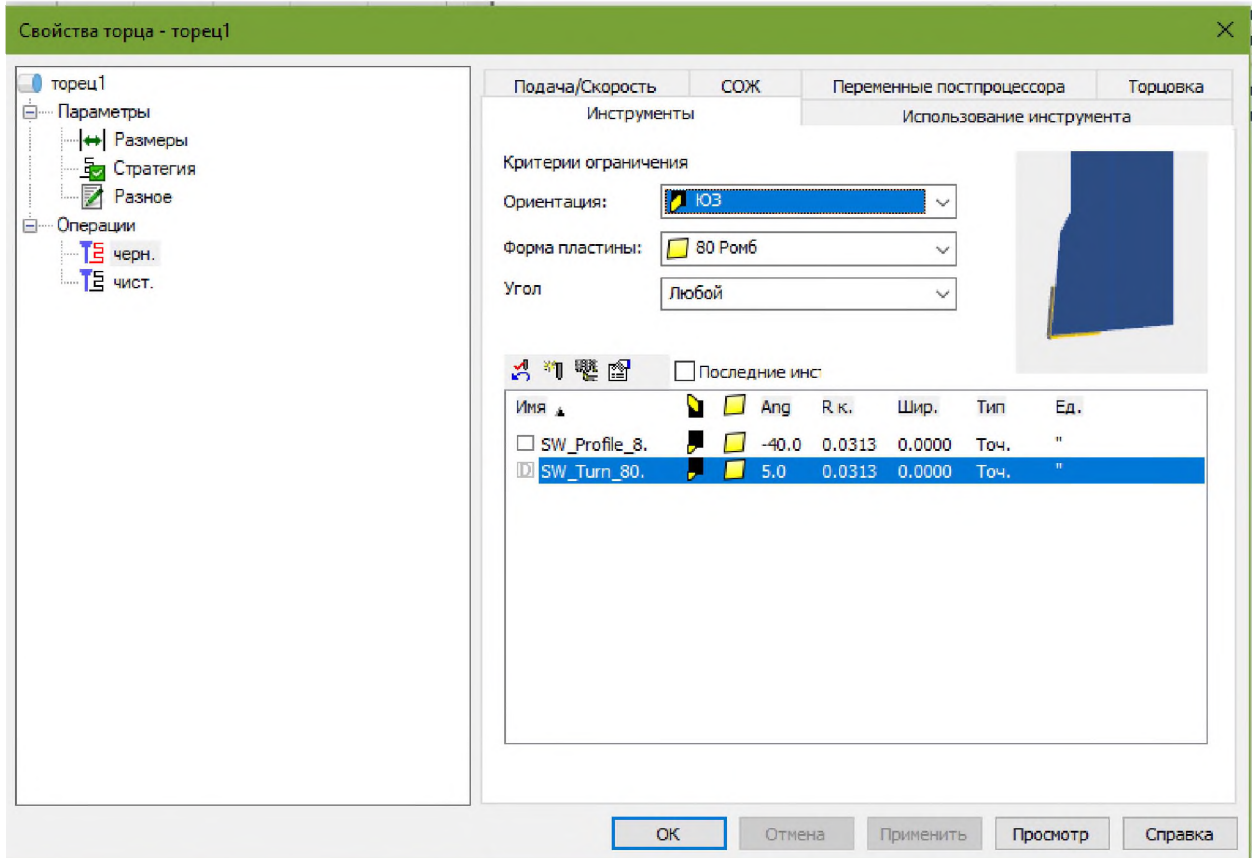 Свойства торца - торец1
торец1
Параметры
Размеры
Стратегия
Разное
Операции
черн.
чист.
Подача/Скорость СОЖ Переменные постпроцессора Торцовка
Инструменты Использование инструмента
Критерии ограничения
Ориентация: ЮЗ
Форма пластины: 80 Ромб
Угол Любой
Последние инст
Имя Ang R к. Шир. Тип Ед.
SW_Profile_8. -40.0 0.0313 0.0000 Точ. "
D SW_Turn_80. 5.0 0.0313 0.0000 Точ. "
ОК Отмена Применить Просмотр Справка